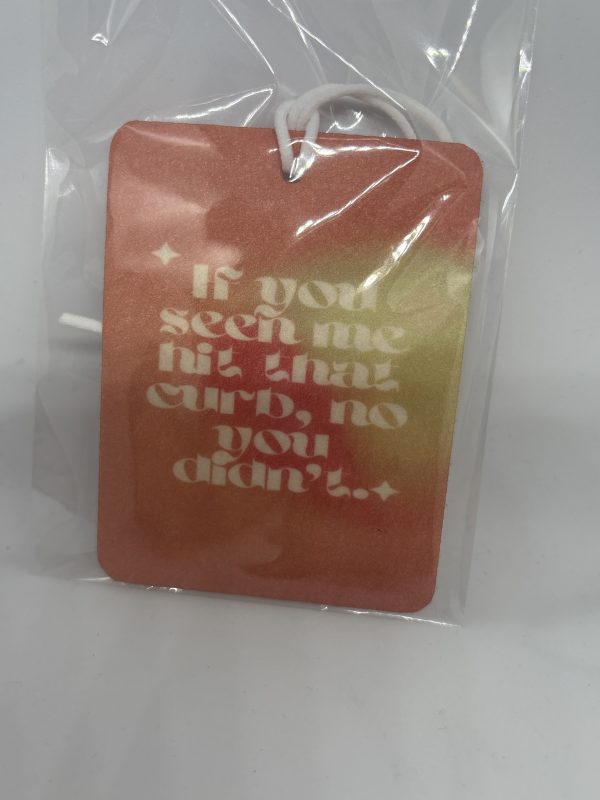 If you
seen me
hit that
curb, no
you
didn't.